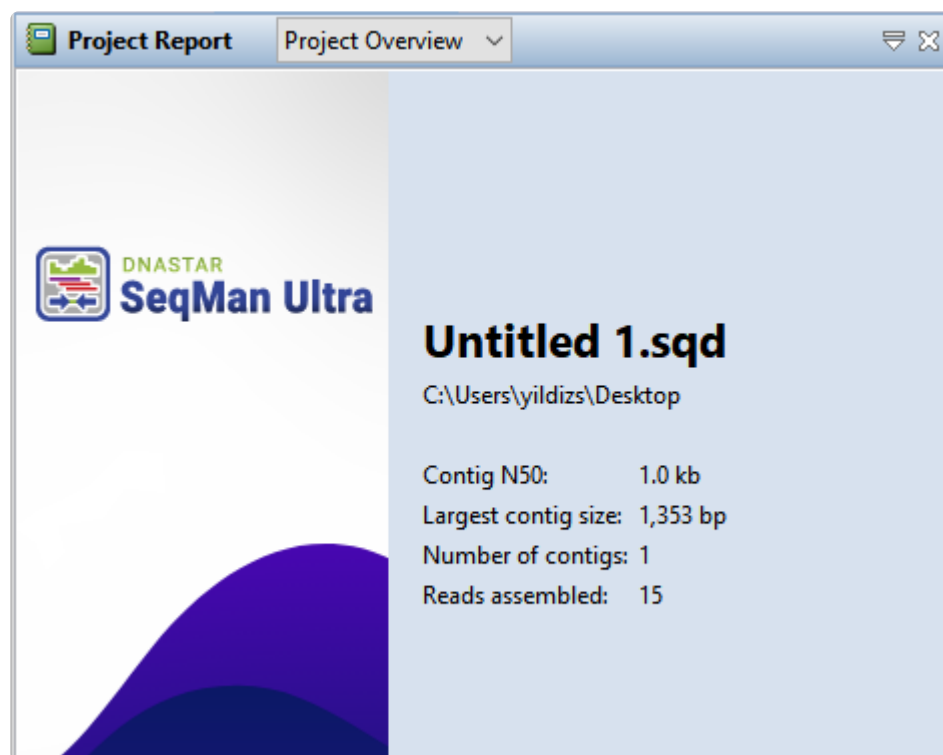 Project Report Project Overview
DNASTAR
SeqMan Ultra
Untitled 1.sqd
C:\Users\yildizs\Desktop
Contig N50: 1.0 kb
Largest contig size: 1,353 bp
Number of contigs: 1
Reads assembled: 15